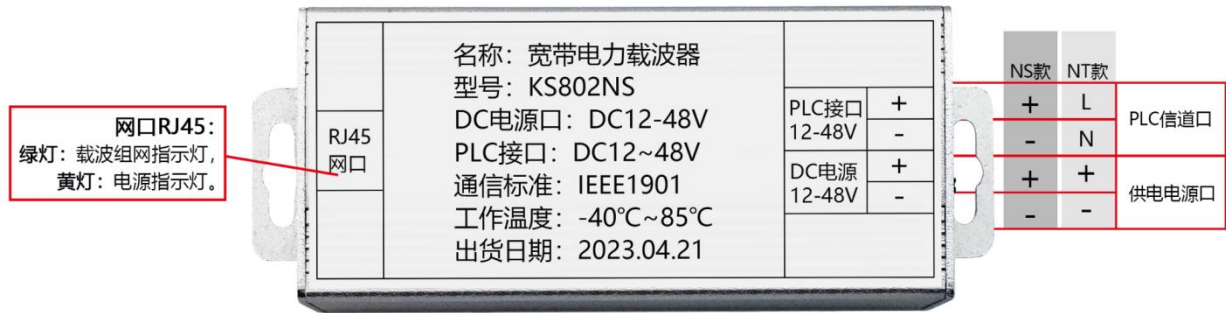 网口RJ45:
绿灯:载波组网指示灯,
黄灯:电源指示灯。
RJ45
网口
名称:宽带电力载波器
型号:KS802NS
DC电源口:DC12-48V
PLC接口:DC12~48V
通信标准:IEEE1901
工作温度:-40℃~85℃
出货日期:2023.04.21
PLC接口 +
12-48V -
DC电源 +
12-48V -
NS款 NT款
+ L PLC信道口
- N
+ + 供电电源口
- -